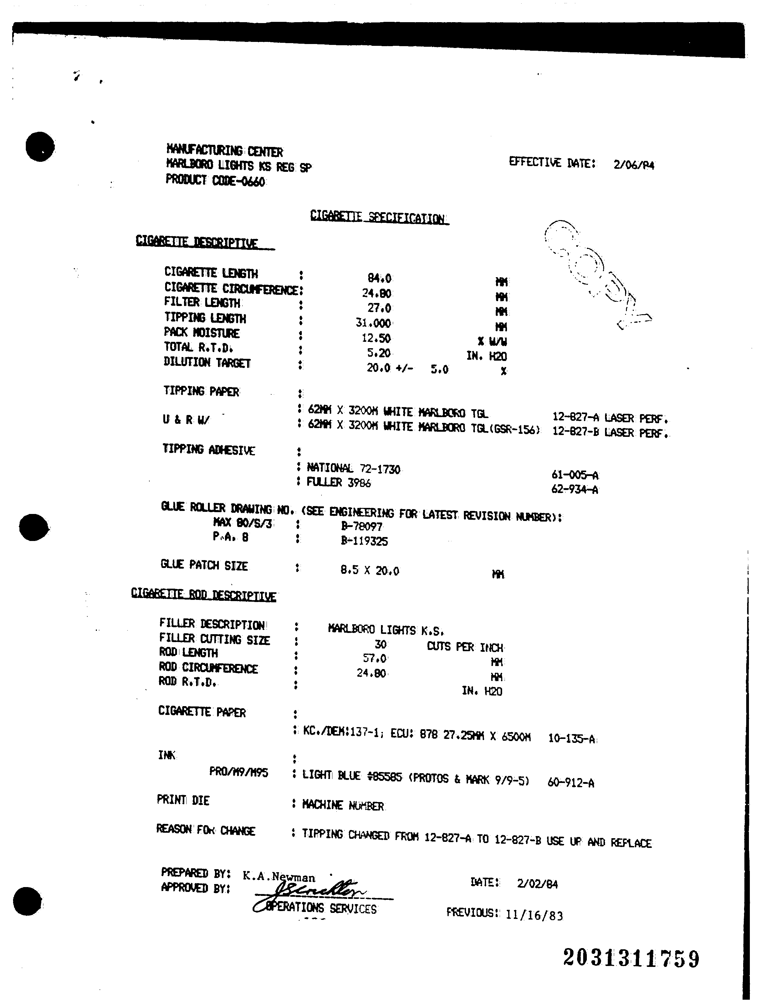 MANUFACTURING CENTER
MARLBORO LIGHTS KS REG SP
PRODUCT CODE-0660
EFFECTIVE DATE: 2/06/84
CIGARETTE SPECIFICATION
COPY
CIGARETTE DESCRIPTIVE
CIGARETTE LENGTH : 84.0 MM
CIGARETTE CIRCUMFERENCE: 24.80 MM
FILTER LENGTH : 27.0 MM
TIPPING LENGTH : 31.000 MM
PACK MOISTURE : 12.50 % W/W
TOTAL R.T.D. : 5.20 IN. H2O
DILUTION TARGET : 20.0 +/- 5.0 %
TIPPING PAPER :
: 62MM X 3200M WHITE MARLBORO TGL 12-827-A LASER PERF.
U & R W/ : 62MM X 3200M WHITE MARLBORO TGL(GSR-156) 12-827-B LASER PERF.
TIPPING ADHESIVE :
: NATIONAL 72-1730 61-005-A
: FULLER 3986 62-934-A
GLUE ROLLER DRAWING NO. (SEE ENGINEERING FOR LATEST REVISION NUMBER):
MAX 80/S/3 : B-78097
P.A. 8 : B-119325
GLUE PATCH SIZE : 8.5 X 20.0 MM
CIGARETTE ROD DESCRIPTIVE
FILLER DESCRIPTION : MARLBORO LIGHTS K.S.
FILLER CUTTING SIZE : 30 CUTS PER INCH
ROD LENGTH : 57.0 MM
ROD CIRCUMFERENCE : 24.80 MM
ROD R.T.D. : IN. H2O
CIGARETTE PAPER :
: KC./DEM:137-1; ECU: 878 27.25MM X 6500M 10-135-A
INK :
PRO/M9/M95 : LIGHT BLUE #85585 (PROTOS & MARK 9/9-5) 60-912-A
PRINT DIE : MACHINE NUMBER
REASON FOR CHANGE : TIPPING CHANGED FROM 12-827-A TO 12-827-B USE UP AND REPLACE
PREPARED BY: K.A.Newman DATE: 2/02/84
APPROVED BY:
OPERATIONS SERVICES PREVIOUS: 11/16/83
2031311759